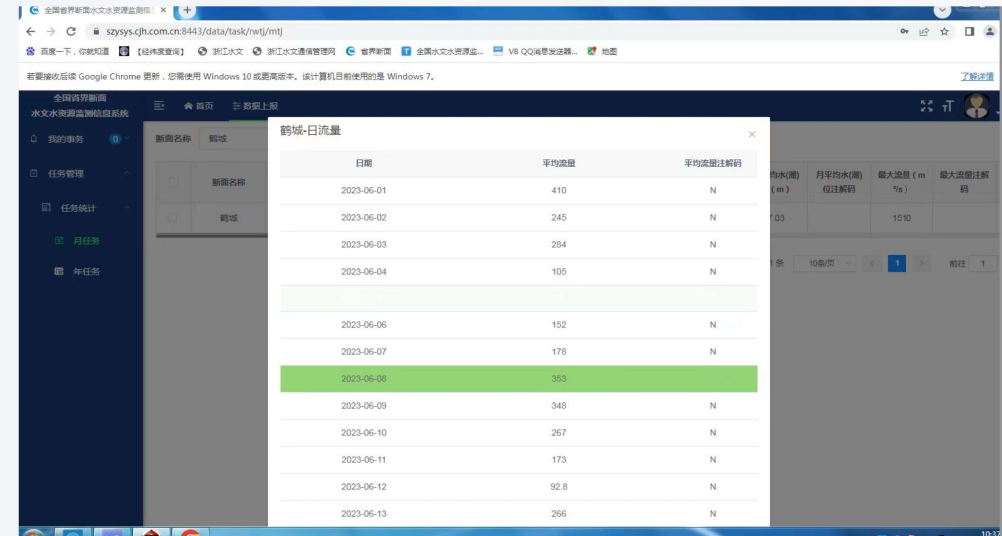 全国省界断面水文水资源监测信
szysys.cjh.com.cn:8443/data/task/rwtj/mtj
百度一下，你就知道 【经纬度查询】 浙江水文 浙江水文通信管理网 省界断面 全国水文水资源监... VB QQ消息发送器... 地图
若要接收后续 Google Chrome 更新，您需使用 Windows 10 或更高版本。该计算机目前使用的是 Windows 7。 了解详情
全国省界断面
水文水资源监测信息系统
首页 数据上报
我的事务 0
任务管理
任务统计
月任务
年任务
断面名称 鹤城
断面名称
鹤城
鹤城-日流量
日期 平均流量 平均流量注解码
2023-06-01 410 N
2023-06-02 245 N
2023-06-03 284 N
2023-06-04 105 N
2023-06-06 152 N
2023-06-07 178 N
2023-06-08 353
2023-06-09 348 N
2023-06-10 267 N
2023-06-11 173 N
2023-06-12 92.8 N
2023-06-13 266 N
均水(潮) 月平均水(潮) 最大流量（m 最大流量注解
（m） 位注解码 ³/s） 码
7.03 1510
条 10条/页 1 前往 1
10:37